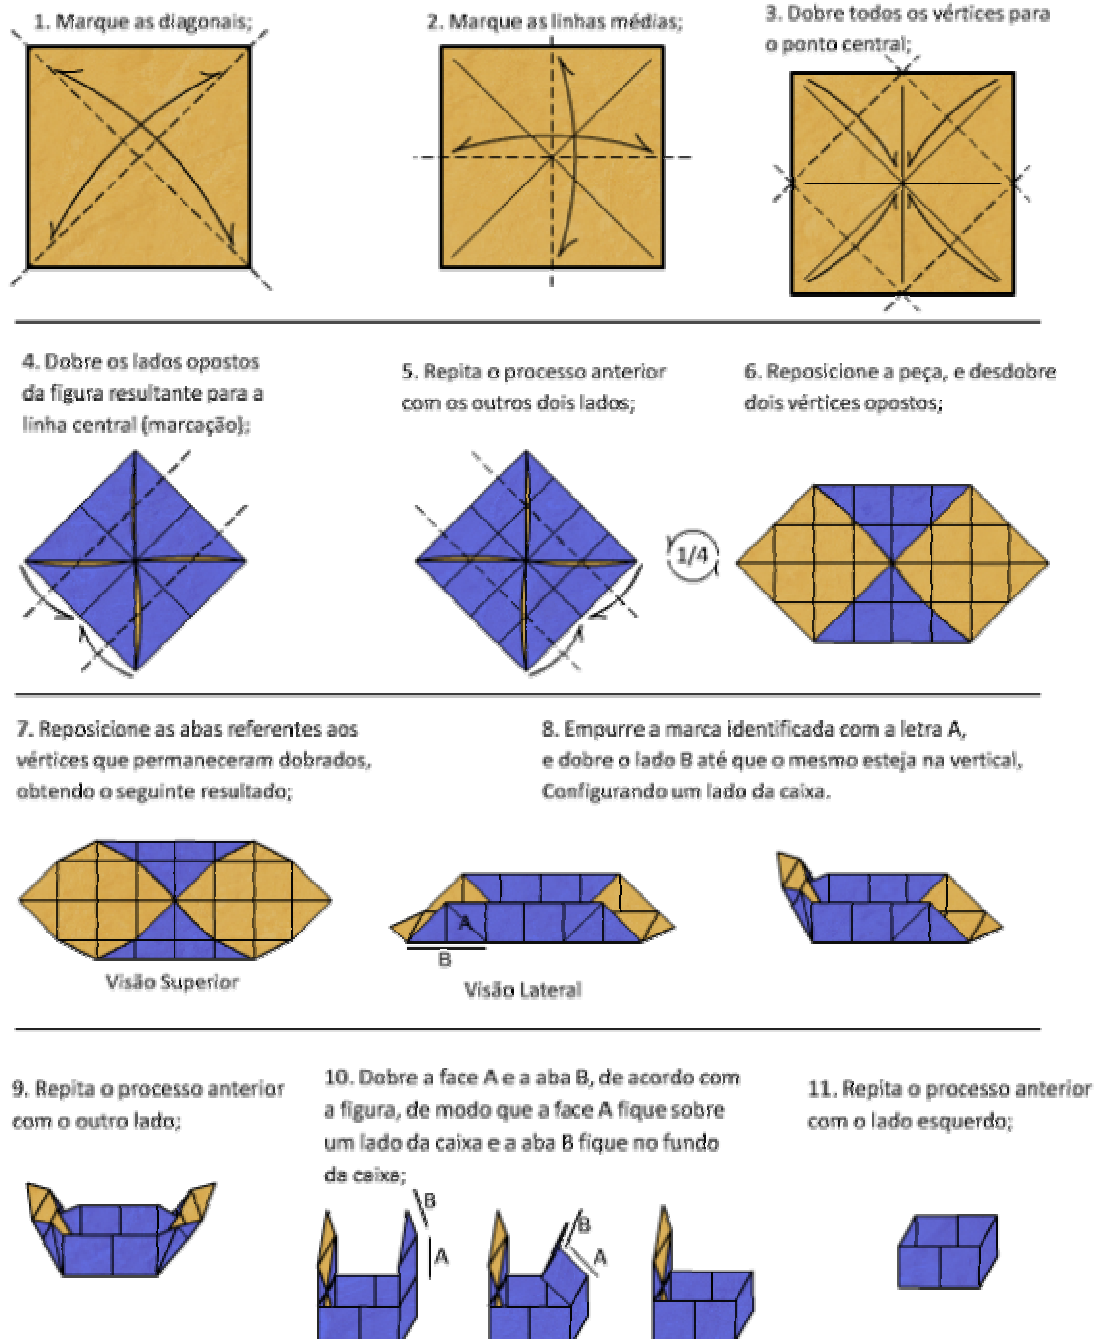 1. Marque as diagonais;
2. Marque as linhas médias;
3. Dobre todos os vértices para
o ponto central;
4. Dobre os lados opostos
da figura resultante para a
linha central (marcação);
5. Repita o processo anterior
com os outros dois lados;
1/4
6. Reposicione a peça, e desdobre
dois vértices opostos;
7. Reposicione as abas referentes aos
vértices que permaneceram dobrados,
obtendo o seguinte resultado;
Visão Superior
8. Empurre a marca identificada com a letra A,
e dobre o lado B até que o mesmo esteja na vertical,
Configurando um lado da caixa.
A
B
Visão Lateral
9. Repita o processo anterior
com o outro lado;
10. Dobre a face A e a aba B, de acordo com
a figura, de modo que a face A fique sobre
um lado da caixa e a aba B fique no fundo
da caixa;
B
A
B
A
11. Repita o processo anterior
com o lado esquerdo;